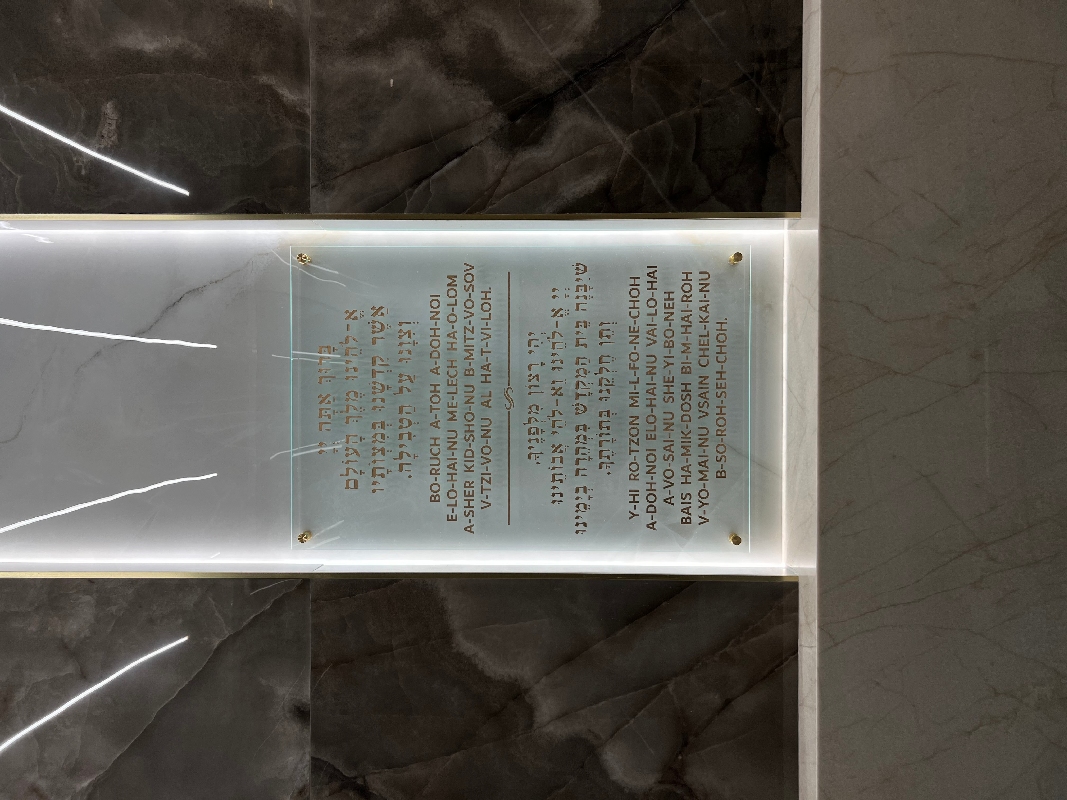 בָּרוּךְ אַתָּה יְיָ
אֱ-לֹהֵינוּ מֶלֶךְ הָעוֹלָם
אֲשֶׁר קִדְּשָׁנוּ בְּמִצְוֹתָיו
וְצִוָּנוּ עַל הַטְּבִילָה.
BO-RUCH A-TOH A-DOH-NOI
E-LO-HAI-NU ME-LECH HA-O-LOM
A-SHER KID-SHO-NU B-MITZ-VO-SOV
V-TZI-VO-NU AL HA-T-VI-LOH.
יְהִי רָצוֹן מִלְּפָנֶיךָ,
יְיָ אֱ-לֹהֵינוּ וֵא-לֹהֵי אֲבוֹתֵינוּ
שֶׁיִּבָּנֶה בֵּית הַמִּקְדָּשׁ בִּמְהֵרָה בְיָמֵינוּ
וְתֵן חֶלְקֵנוּ בְּתוֹרָתֶךָ.
Y-HI RO-TZON MI-L-FO-NE-CHOH
A-DOH-NOI ELO-HAI-NU VAI-LO-HAI
A-VO-SAI-NU SHE-YI-BO-NEH
BAIS HA-MIK-DOSH BI-M-HAI-ROH
V-YO-MAI-NU VSAIN CHEL-KAI-NU
B-SO-ROH-SEH-CHOH.